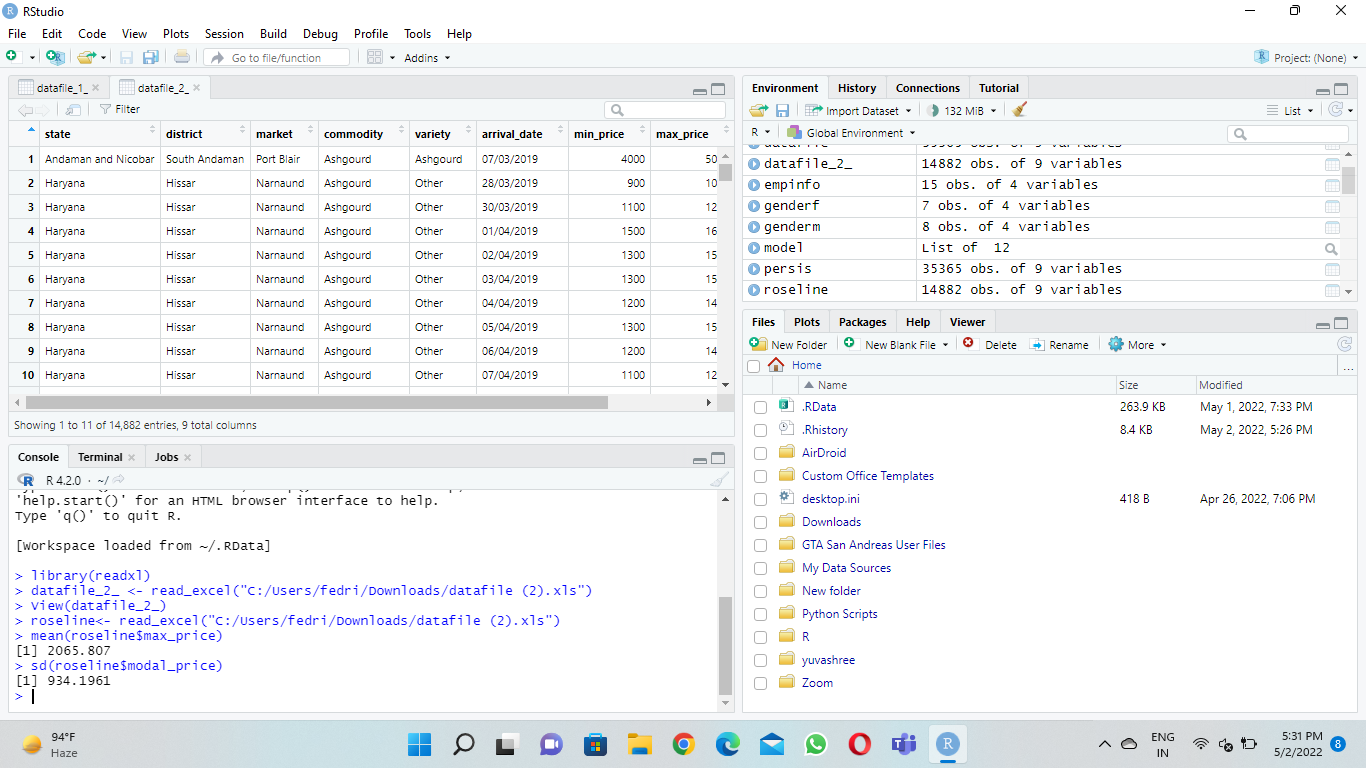 RStudio
File Edit Code View Plots Session Build Debug Profile Tools Help
Go to file/function Addins Project: (None)
datafile_1_ datafile_2_
Filter
state district market commodity variety arrival_date min_price max_price
1 Andaman and Nicobar South Andaman Port Blair Ashgourd Ashgourd 07/03/2019 4000 50
2 Haryana Hissar Narnaund Ashgourd Other 28/03/2019 900 10
3 Haryana Hissar Narnaund Ashgourd Other 30/03/2019 1100 12
4 Haryana Hissar Narnaund Ashgourd Other 01/04/2019 1500 16
5 Haryana Hissar Narnaund Ashgourd Other 02/04/2019 1300 15
6 Haryana Hissar Narnaund Ashgourd Other 03/04/2019 1300 15
7 Haryana Hissar Narnaund Ashgourd Other 04/04/2019 1200 14
8 Haryana Hissar Narnaund Ashgourd Other 05/04/2019 1300 15
9 Haryana Hissar Narnaund Ashgourd Other 06/04/2019 1200 14
10 Haryana Hissar Narnaund Ashgourd Other 07/04/2019 1100 12
Showing 1 to 11 of 14,882 entries, 9 total columns
Console Terminal Jobs
R 4.2.0 · ~/
'help.start()' for an HTML browser interface to help.
Type 'q()' to quit R.
[Workspace loaded from ~/.RData]
> library(readxl)
> datafile_2_ <- read_excel("C:/Users/fedri/Downloads/datafile (2).xls")
> View(datafile_2_)
> roseline<- read_excel("C:/Users/fedri/Downloads/datafile (2).xls")
> mean(roseline$max_price)
[1] 2065.807
> sd(roseline$modal_price)
[1] 934.1961
>
Environment History Connections Tutorial
Import Dataset 132 MiB List
R Global Environment
datafile_2_ 14882 obs. of 9 variables
empinfo 15 obs. of 4 variables
genderf 7 obs. of 4 variables
genderm 8 obs. of 4 variables
model List of 12
persis 35365 obs. of 9 variables
roseline 14882 obs. of 9 variables
Files Plots Packages Help Viewer
New Folder New Blank File Delete Rename More
Home ...
Name Size Modified
.RData 263.9 KB May 1, 2022, 7:33 PM
.Rhistory 8.4 KB May 2, 2022, 5:26 PM
AirDroid
Custom Office Templates
desktop.ini 418 B Apr 26, 2022, 7:06 PM
Downloads
GTA San Andreas User Files
My Data Sources
New folder
Python Scripts
R
yuvashree
Zoom
94°F
Haze
ENG
IN
5:31 PM
5/2/2022
8